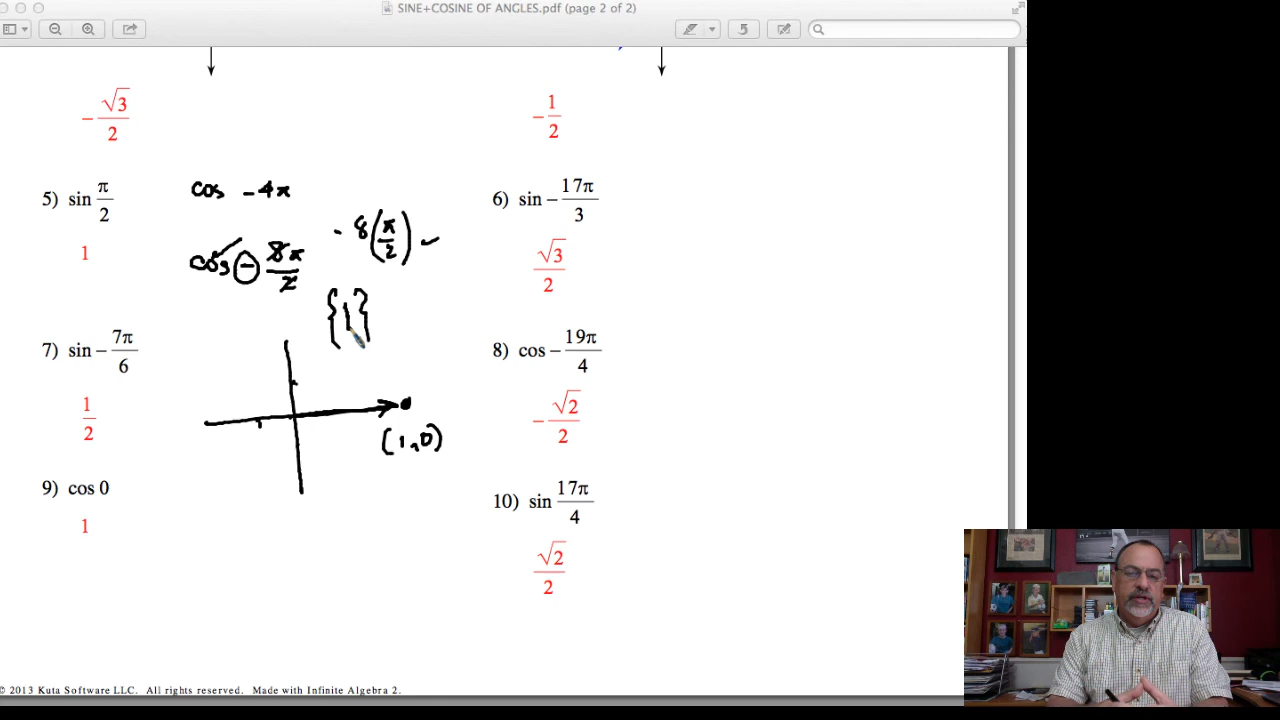 SINE+COSINE OF ANGLES.pdf (page 2 of 2)
-√3/2
-1/2
5) sin π/2
cos -4π
6) sin - 17π/3
1
cos - 8π/2
- 8(π/2)
√3/2
{1}
7) sin - 7π/6
8) cos - 19π/4
1/2
-√2/2
(1,0)
9) cos 0
10) sin 17π/4
1
√2/2
© 2013 Kuta Software LLC. All rights reserved. Made with Infinite Algebra 2.